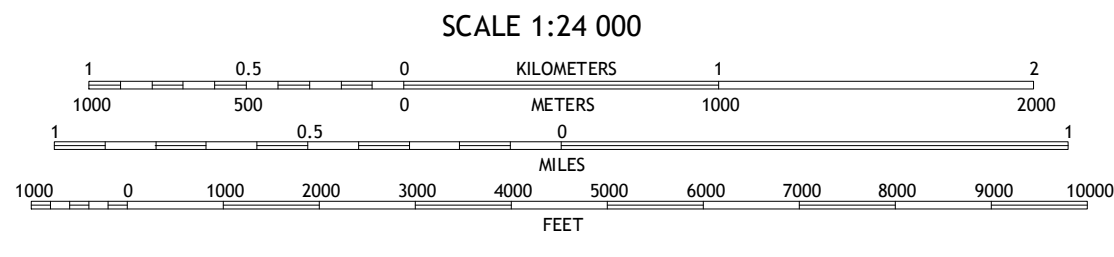 SCALE 1:24 000
1 0.5 0 KILOMETERS 1 2
1000 500 0 METERS 1000 2000
1 0.5 0 1
MILES
1000 0 1000 2000 3000 4000 5000 6000 7000 8000 9000 10000
FEET